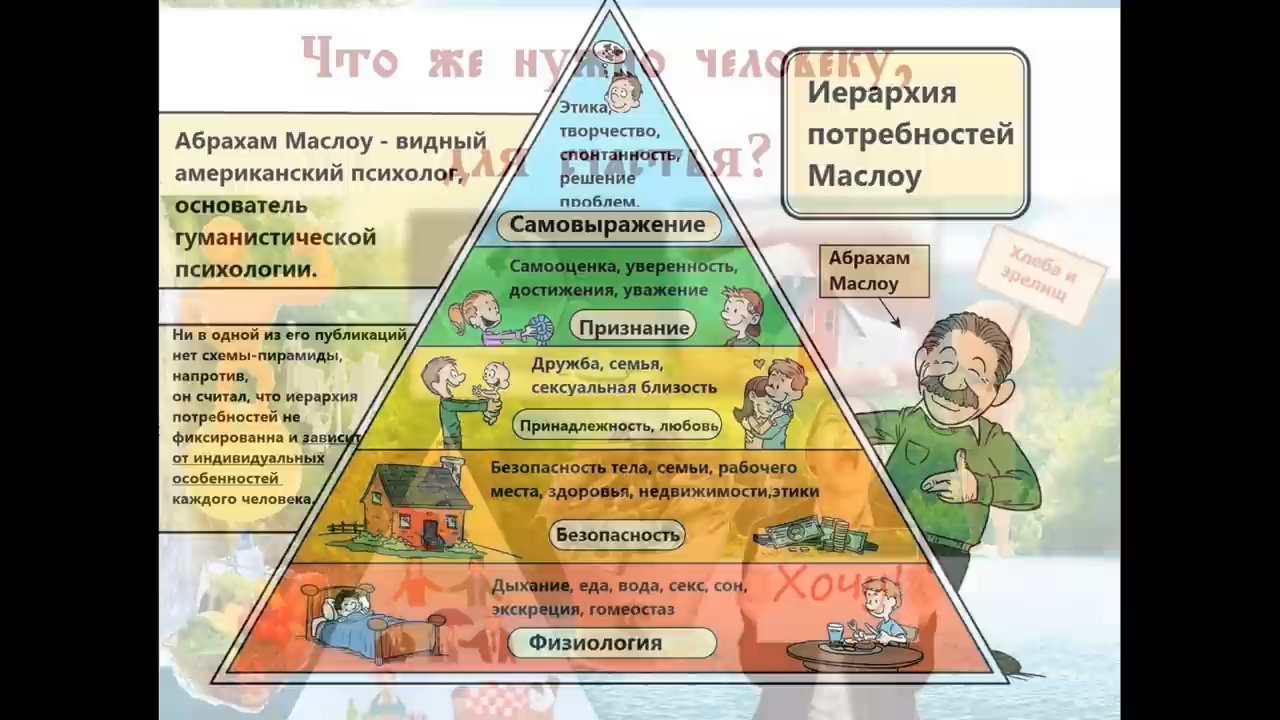 Что же нужно человеку,
для счастья?
Иерархия
потребностей
Маслоу
Абрахам Маслоу - видный
американский психолог,
основатель
гуманистической
психологии.
Ни в одной из его публикаций
нет схемы-пирамиды,
напротив,
он считал, что иерархия
потребностей не
фиксированна и зависит
от индивидуальных
особенностей
каждого человека.
Этика,
творчество,
спонтанность,
решение
проблем.
Самовыражение
Самооценка, уверенность,
достижения, уважение
Признание
Дружба, семья,
сексуальная близость
Принадлежность, любовь
Безопасность тела, семьи, рабочего
места, здоровья, недвижимости,этики
Безопасность
Дыхание, еда, вода, секс, сон,
экскреция, гомеостаз
Физиология
Абрахам
Маслоу
Хлеба и
зрелищ
Хочу!